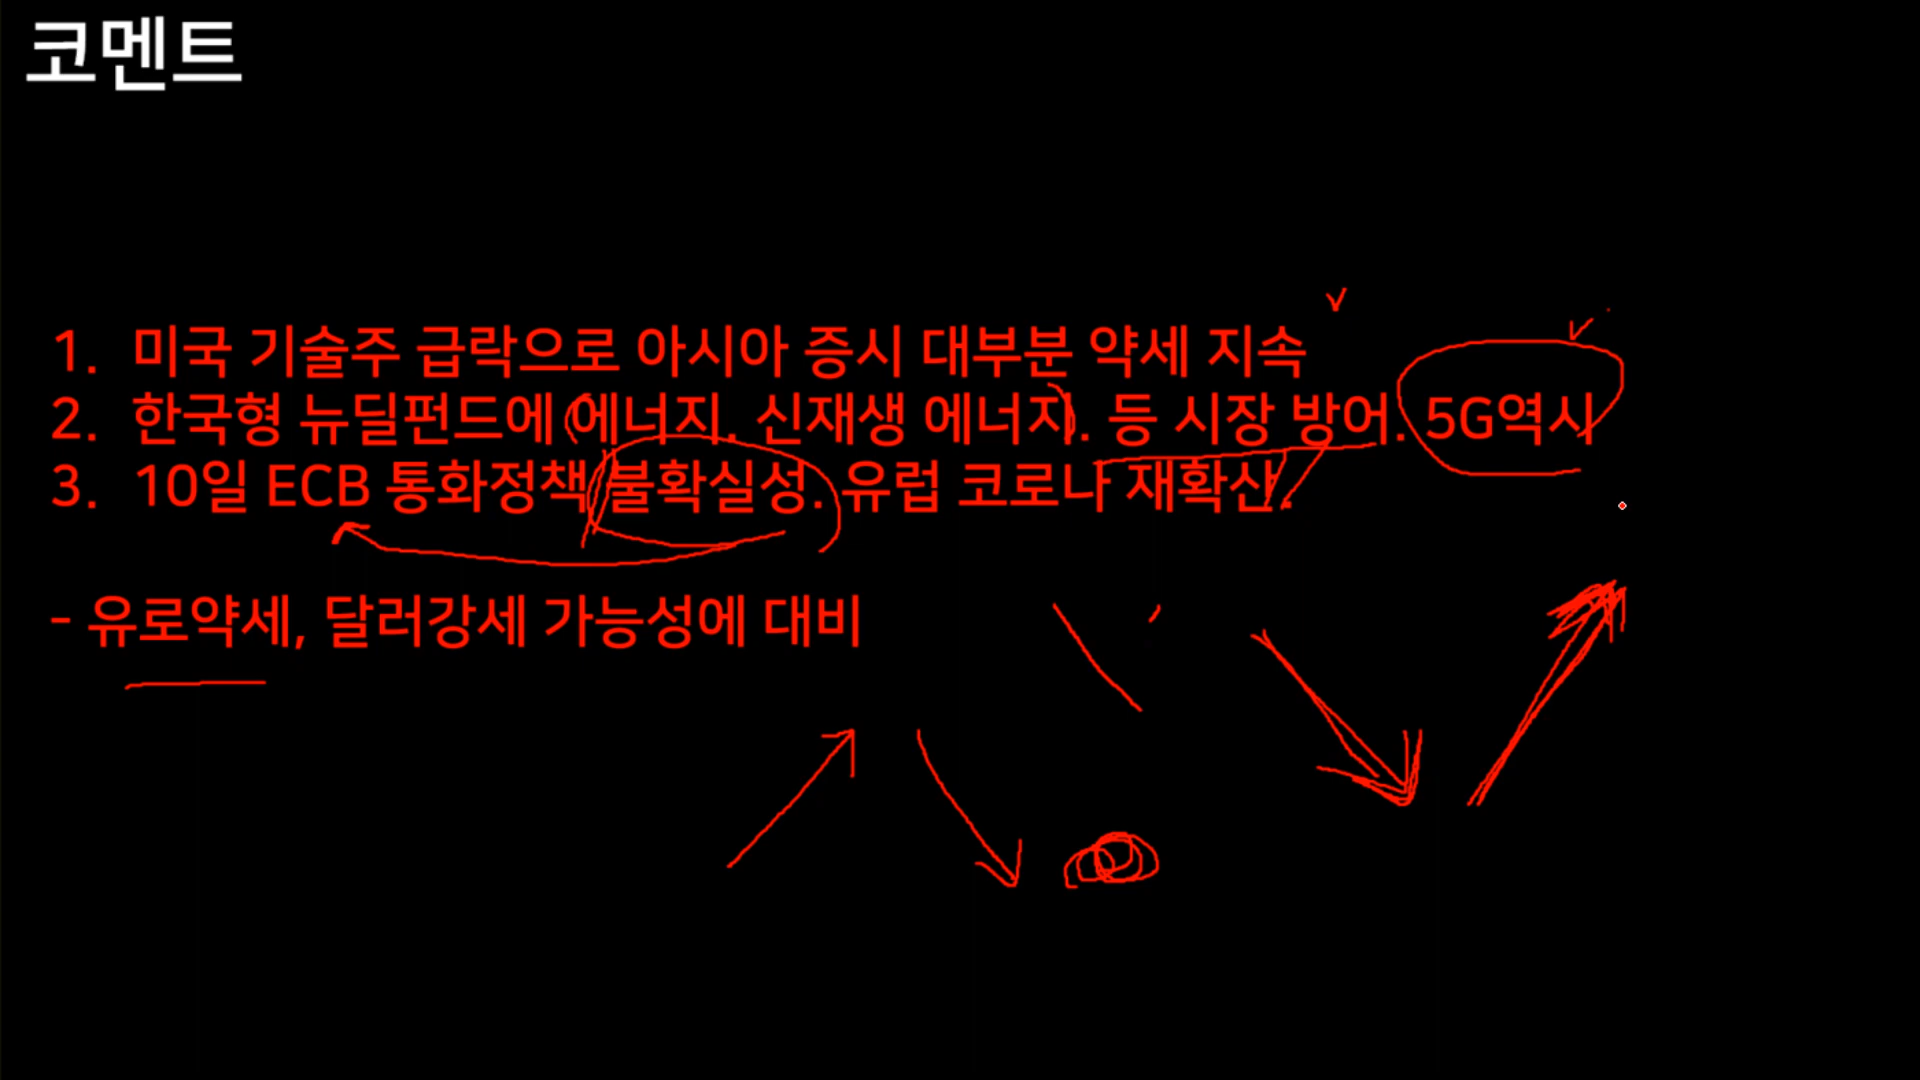 코멘트
1. 미국 기술주 급락으로 아시아 증시 대부분 약세 지속
2. 한국형 뉴딜펀드에 에너지. 신재생 에너지. 등 시장 방어. 5G역시
3. 10일 ECB 통화정책 불확실성. 유럽 코로나 재확산.
- 유로약세, 달러강세 가능성에 대비